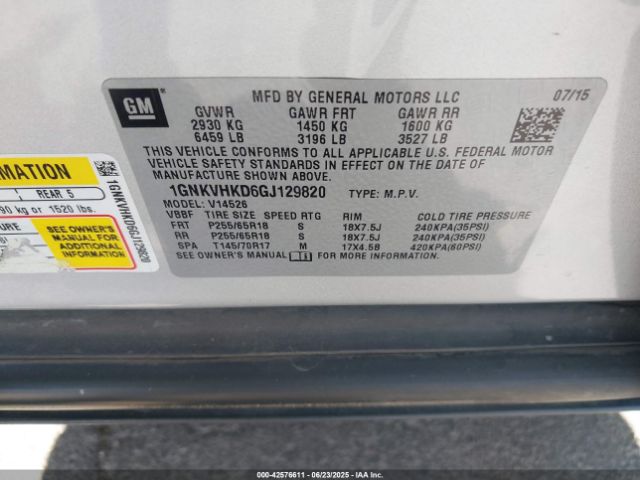 GM
MFD BY GENERAL MOTORS LLC
07/15
GVWR GAWR FRT GAWR RR
2930 KG 1450 KG 1600 KG
6459 LB 3196 LB 3527 LB
THIS VEHICLE CONFORMS TO ALL APPLICABLE U.S. FEDERAL MOTOR
VEHICLE SAFETY STANDARDS IN EFFECT ON THE DATE OF
MANUFACTURE SHOWN ABOVE.
1GNKVHKD6GJ129820 TYPE: M.P.V.
MODEL: V14526
VBBF TIRE SIZE SPEED RTG RIM COLD TIRE PRESSURE
FRT P255/65R18 S 18X7.5J 240KPA(35PSI)
RR P255/65R18 S 18X7.5J 240KPA(35PSI)
SPA T145/70R17 M 17X4.5B 420KPA(60PSI)
SEE OWNER'S MANUAL FOR MORE INFORMATION.
REAR 5
kg or 1520 lbs.
SEE OWNER'S
MANUAL FOR
ADDITIONAL
INFORMATION
1GNKVHKD6GJ129820
000-42576611 - 06/23/2025 - IAAI.COM